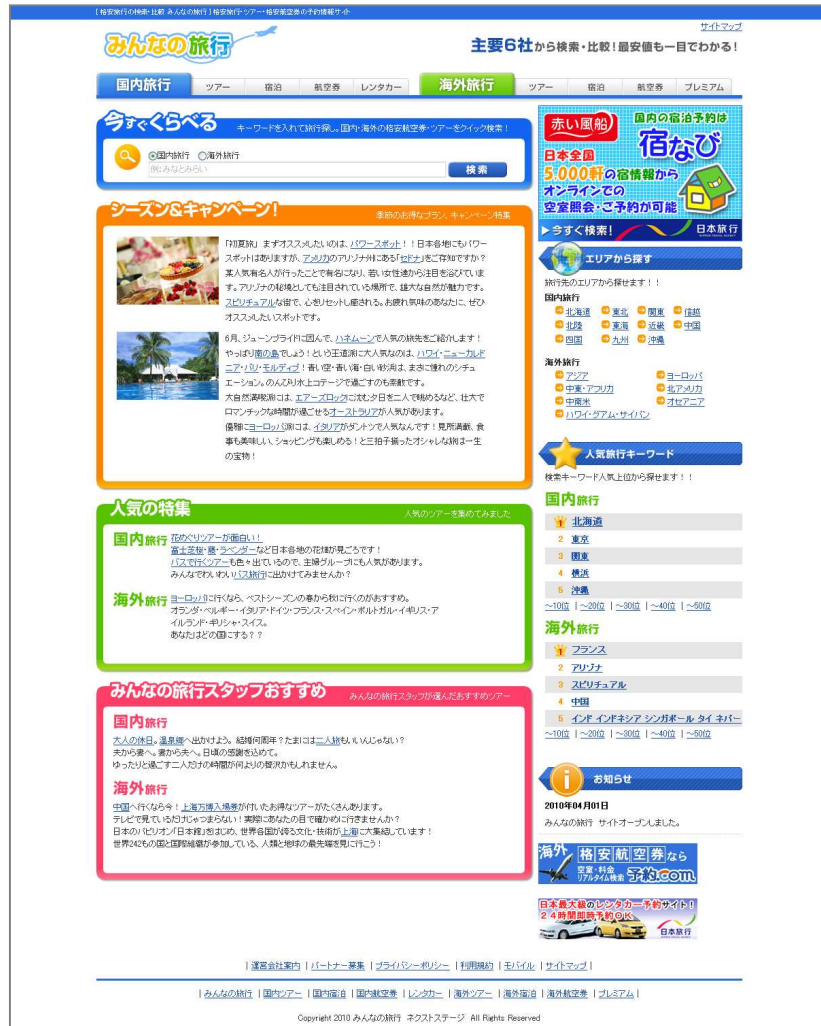 [ 格安旅行の検索・比較 みんなの旅行 ] 格安旅行・ツアー・格安航空券の予約情報サイト
サイトマップ
みんなの旅行
主要6社から検索・比較!最安値も一目でわかる!
国内旅行 ツアー 宿泊 航空券 レンタカー 海外旅行 ツアー 宿泊 航空券 プレミアム
今すぐくらべる キーワードを入れて旅行探し。国内・海外の格安航空券・ツアーをクイック検索!
国内旅行 海外旅行
例:みなとみらい 検索
シーズン&キャンペーン! 季節のお得なプラン、キャンペーン特集
「初夏旅」 まずオススメしたいのは、パワースポット!!日本各地にもパワー
スポットはありますが、アメリカのアリゾナ州にある「セドナ」をご存知ですか?
某人気有名人が行ったことで有名になり、若い女性達から注目を浴びていま
す。アリゾナの秘境としても注目されている場所で、雄大な自然が魅力です。
スピリチュアルな街で、心をリセットし癒される。お疲れ気味のあなたに、ぜひ
オススメしたいスポットです。
6月、ジューンブライドに因んで、ハネムーンで人気の旅先をご紹介します!
やっぱり南の島でしょう!という王道派に大人気なのは、ハワイ・ニューカレド
ニア・バリ・モルディブ!青い空・青い海・白い砂浜は、まさに憧れのシチュ
エーション。のんびり水上コテージで過ごすのも素敵です。
大自然満喫派には、エアーズロックに沈む夕日を二人で眺めるなど、壮大で
ロマンチックな時間が過ごせるオーストラリアが人気があります。
優雅にヨーロッパ派には、イタリアがダントツで人気なんです!見所満載、食
事も美味しい、ショッピングも楽しめる!と三拍子揃ったオシャレな旅は一生
の宝物!
人気の特集 人気のツアーを集めてみました
国内旅行 花めぐりツアーが面白い!
富士芝桜・藤・ラベンダーなど日本各地の花畑が見ごろです!
バスで行くツアーも色々出ているので、主婦グループにも人気があります。
みんなでわいわいバス旅行に出かけてみませんか?
海外旅行 ヨーロッパに行くなら、ベストシーズンの春から秋に行くのがおすすめ。
オランダ・ベルギー・イタリア・ドイツ・フランス・スペイン・ポルトガル・イギリス・ア
イルランド・ギリシャ・スイス。
あなたはどの国にする??
みんなの旅行スタッフおすすめ みんなの旅行スタッフが選んだおすすめツアー
国内旅行
大人の休日。温泉郷へ出かけよう。結婚何周年?たまには二人旅もいいんじゃない?
夫から妻へ。妻から夫へ。日頃の感謝を込めて。
ゆったりと過ごす二人だけの時間が何よりの贅沢かもしれません。
海外旅行
中国へ行くなら今!上海万博入場券が付いたお得なツアーがたくさんあります。
テレビで見ているだけじゃつまらない!実際にあなたの目で確かめに行きませんか?
日本のパビリオン「日本館」をはじめ、世界各国が誇る文化・技術が上海に大集結しています!
世界242もの国と国際組織が参加している、人類と地球の最先端を見に行こう!
赤い風船 国内の宿泊予約は
宿なび
日本全国
5,000軒の宿情報から
オンラインでの
空室照会・ご予約が可能
今すぐ検索! 日本旅行
エリアから探す
旅行先のエリアから探せます!!
国内旅行
北海道 東北 関東 信越
北陸 東海 近畿 中国
四国 九州 沖縄
海外旅行
アジア ヨーロッパ
中東・アフリカ 北アメリカ
中南米 オセアニア
ハワイ・グアム・サイパン
人気旅行キーワード
検索キーワード人気上位から探せます!!
国内旅行
1 北海道
2 東京
3 関東
4 横浜
5 沖縄
~10位 | ~20位 | ~30位 | ~40位 | ~50位
海外旅行
1 フランス
2 アリゾナ
3 スピリチュアル
4 中国
5 インド インドネシア シンガポール タイ ネパー
~10位 | ~20位 | ~30位 | ~40位 | ~50位
お知らせ
2010年04月01日
みんなの旅行 サイトオープンしました。
海外 格安航空券なら
空室・料金
リアルタイム検索 予約.com
日本最大級のレンタカー予約サイト!
24時間即時予約OK
日本旅行
| 運営会社案内 | パートナー募集 | プライバシーポリシー | 利用規約 | モバイル | サイトマップ |
| みんなの旅行 | 国内ツアー | 国内宿泊 | 国内航空券 | レンタカー | 海外ツアー | 海外宿泊 | 海外航空券 | プレミアム |
Copyright 2010 みんなの旅行 ネクストステージ All Rights Reserved